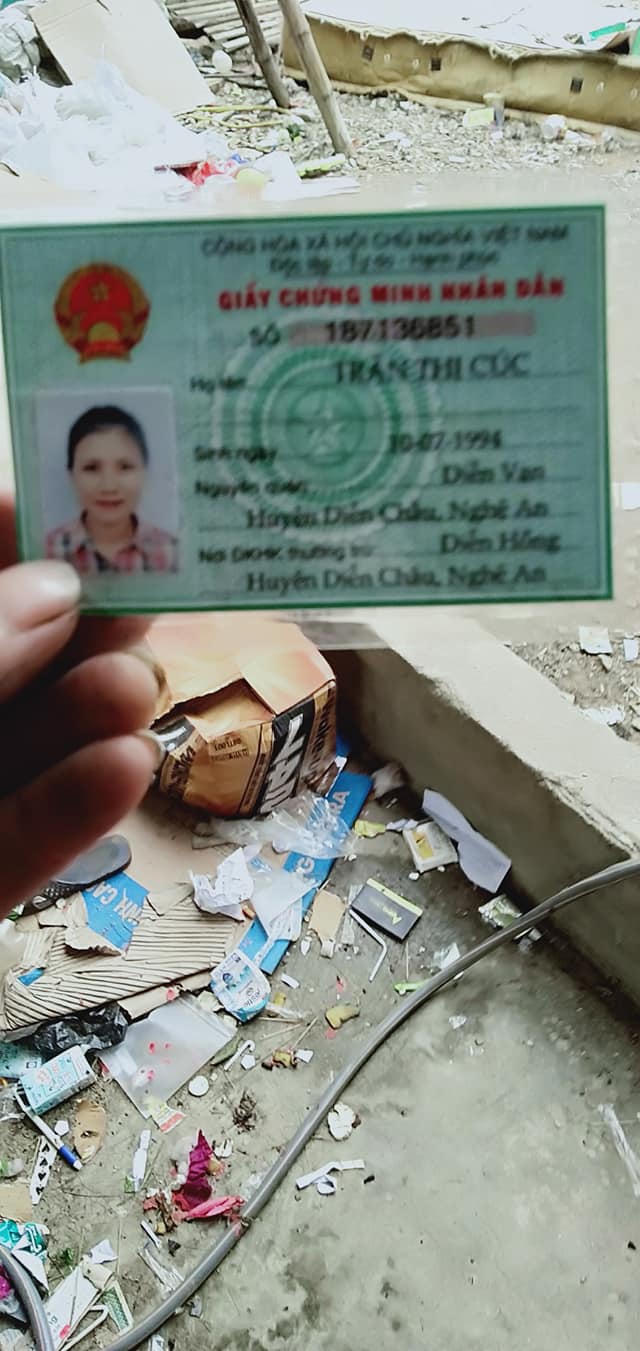 CỘNG HÒA XÃ HỘI CHỦ NGHĨA VIỆT NAM
Độc lập - Tự do - Hạnh phúc
GIẤY CHỨNG MINH NHÂN DÂN
SỐ 187136851
Họ tên TRẦN THỊ CÚC
Sinh ngày 10-07-1994
Nguyên quán Diễn Vạn
Huyện Diễn Châu, Nghệ An
Nơi ĐKHK thường trú Diễn Hồng
Huyện Diễn Châu, Nghệ An